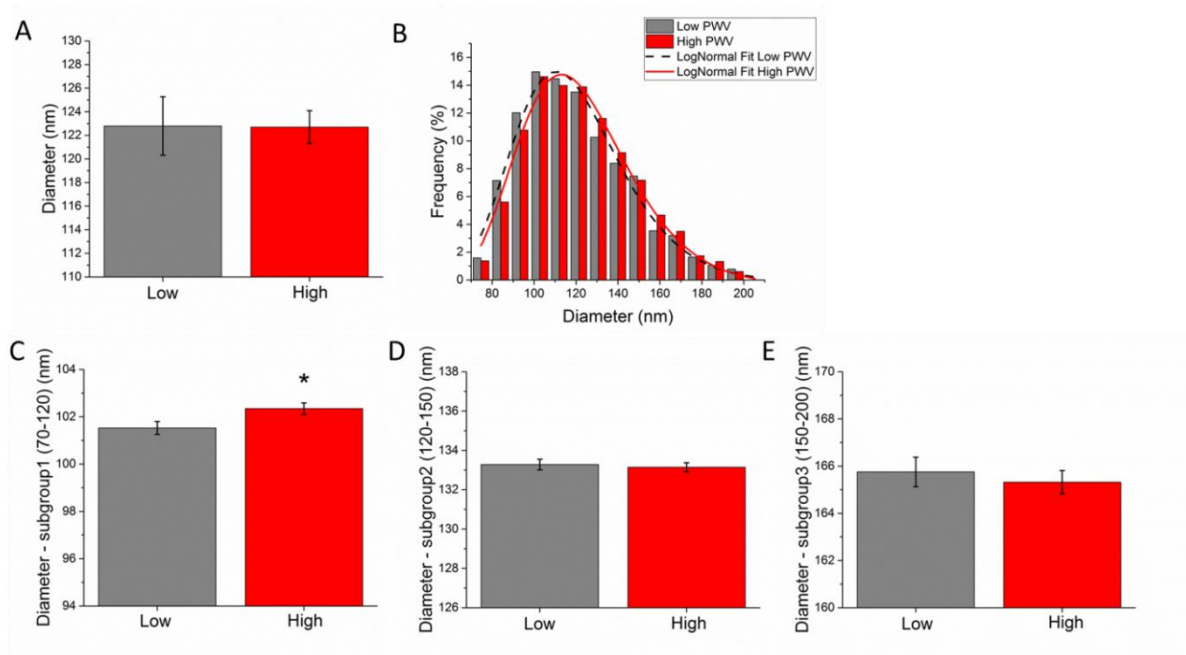 A
Diameter (nm)
130
128
126
124
122
120
118
116
114
112
110
Low High
B
Low PWV
High PWV
LogNormal Fit Low PWV
LogNormal Fit High PWV
Frequency (%)
16
14
12
10
8
6
4
2
0
80 100 120 140 160 180 200
Diameter (nm)
C
Diameter - subgroup1 (70-120) (nm)
104
102
100
98
96
94
*
Low High
D
Diameter - subgroup2 (120-150) (nm)
138
136
134
133
131
130
128
126
Low High
E
Diameter - subgroup3 (150-200) (nm)
170
168
166
164
162
160
Low High